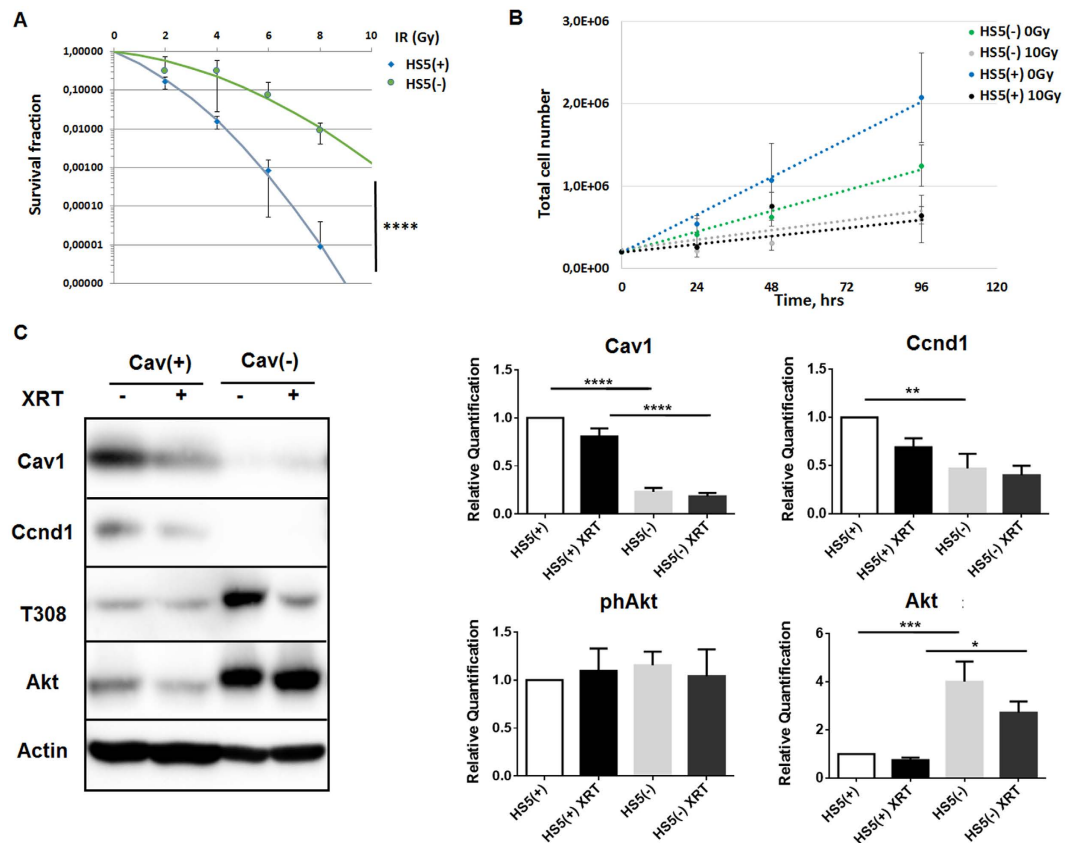 A
0 2 4 6 8 10 IR (Gy)
1,00000
0,10000
0,01000
0,00100
0,00010
0,00001
0,00000
Survival fraction
HS5(+)
HS5(-)
****
B
3,0E+06
2,0E+06
1,0E+06
0,0E+00
Total cell number
0 24 48 72 96 120
Time, hrs
HS5(-) 0Gy
HS5(-) 10Gy
HS5(+) 0Gy
HS5(+) 10Gy
C
Cav(+) Cav(-)
XRT - + - +
Cav1
Ccnd1
T308
Akt
Actin
Cav1
Relative Quantification
1.5
1.0
0.5
0.0
****
****
HS5(+)
HS5(+) XRT
HS5(-)
HS5(-) XRT
Ccnd1
Relative Quantification
1.5
1.0
0.5
0.0
**
HS5(+)
HS5(+) XRT
HS5(-)
HS5(-) XRT
phAkt
Relative Quantification
1.5
1.0
0.5
0.0
HS5(+)
HS5(+) XRT
HS5(-)
HS5(-) XRT
Akt :
Relative Quantification
6
4
2
0
***
*
HS5(+)
HS5(+) XRT
HS5(-)
HS5(-) XRT